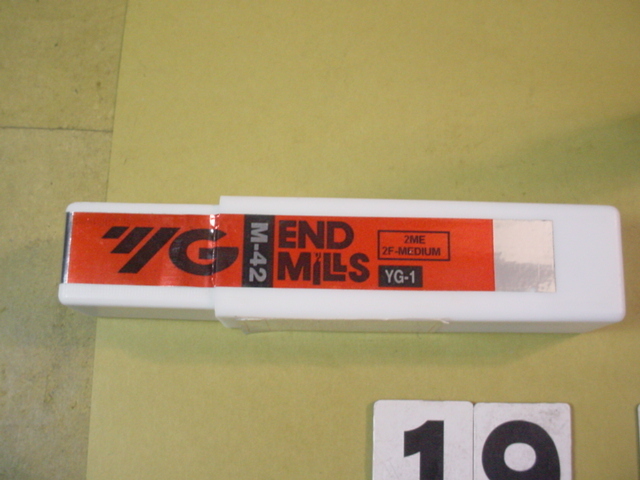 YG
M-42
END
MILLS
2ME
2F-MEDIUM
YG-1
19